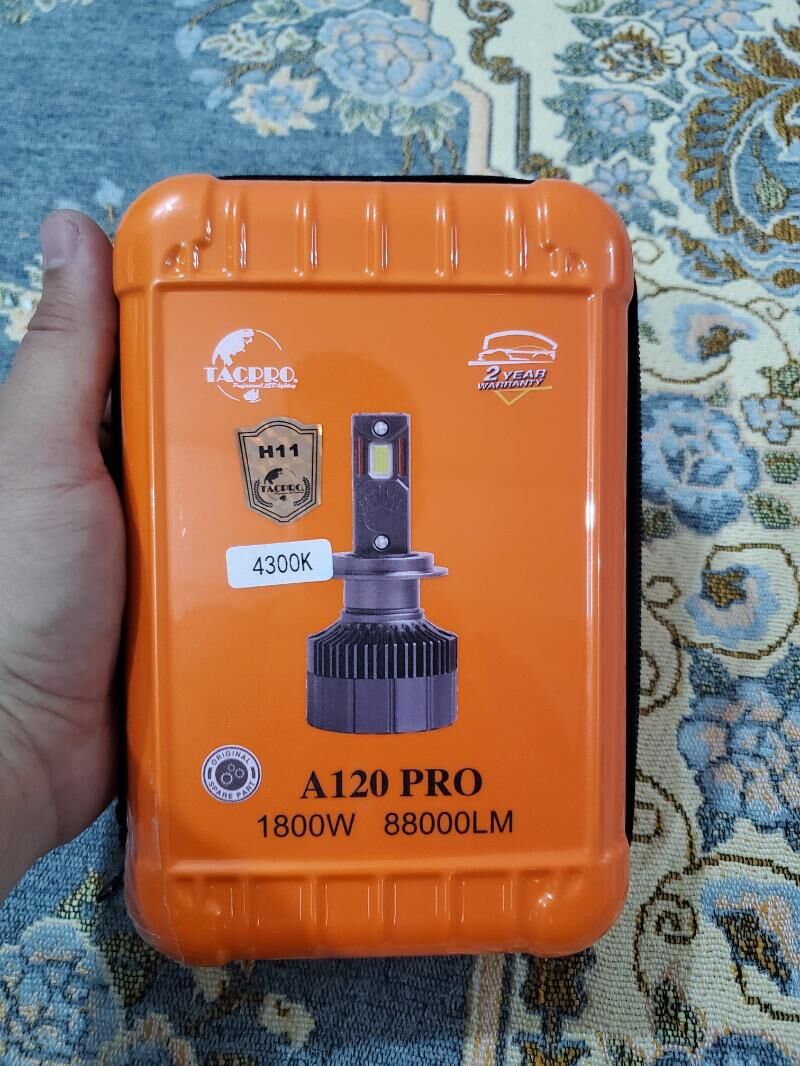 TACPRO.
Professional LED lighting
2 YEAR
WARRANTY
H11
TACPRO.
4300K
ORIGINAL
SPARE PART
A120 PRO
1800W 88000LM